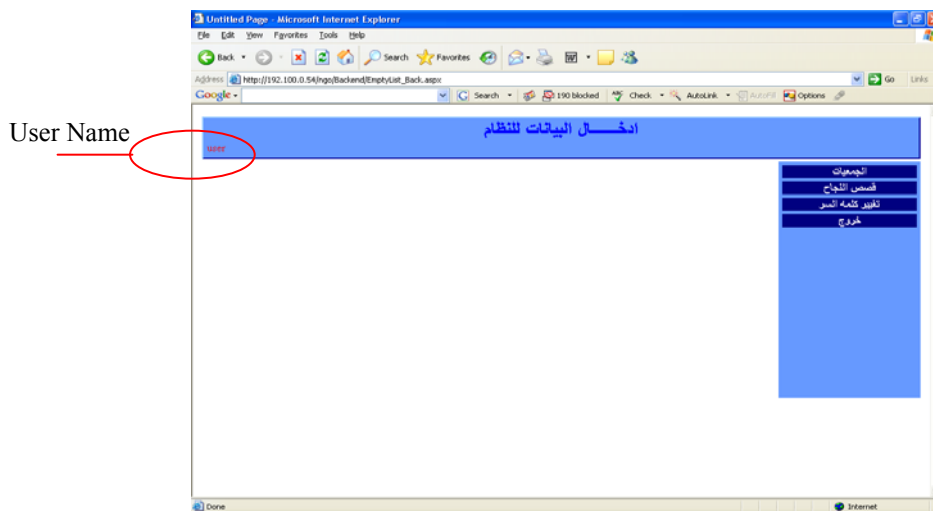 Untitled Page - Microsoft Internet Explorer
File Edit View Favorites Tools Help
Back Search Favorites
Address http://192.100.0.54/ngo/Backend/EmptyList_Back.aspx Go Links
Google Search 190 blocked Check AutoLink AutoFill Options
ادخـــــال البيانات للنظام
User Name
user
الجمعيات
قصص النجاح
تغيير كلمه السر
خروج
Done Internet